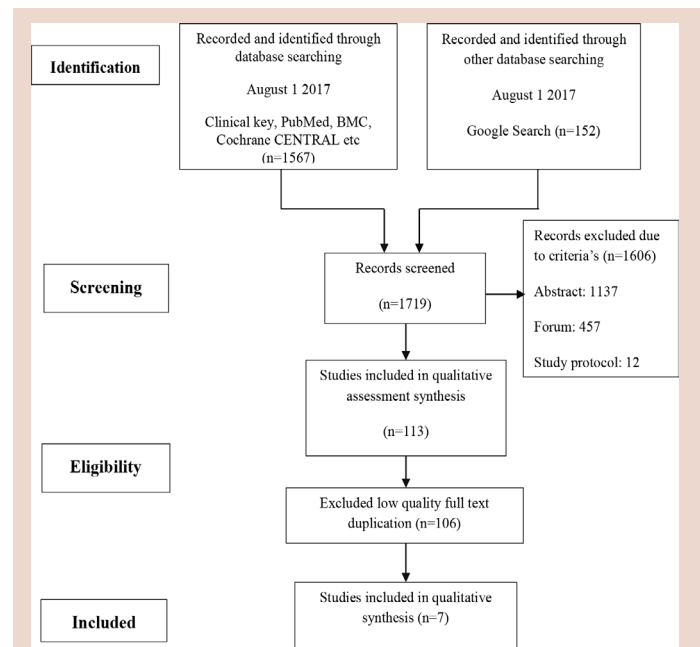 Identification
Recorded and identified through
database searching
August 1 2017
Clinical key, PubMed, BMC,
Cochrane CENTRAL etc
(n=1567)
Recorded and identified through
other database searching
August 1 2017
Google Search (n=152)
Screening
Records screened
(n=1719)
Records excluded due
to criteria's (n=1606)
Abstract: 1137
Forum: 457
Study protocol: 12
Studies included in qualitative
assessment synthesis
(n=113)
Eligibility
Excluded low quality full text
duplication (n=106)
Included
Studies included in qualitative
synthesis (n=7)